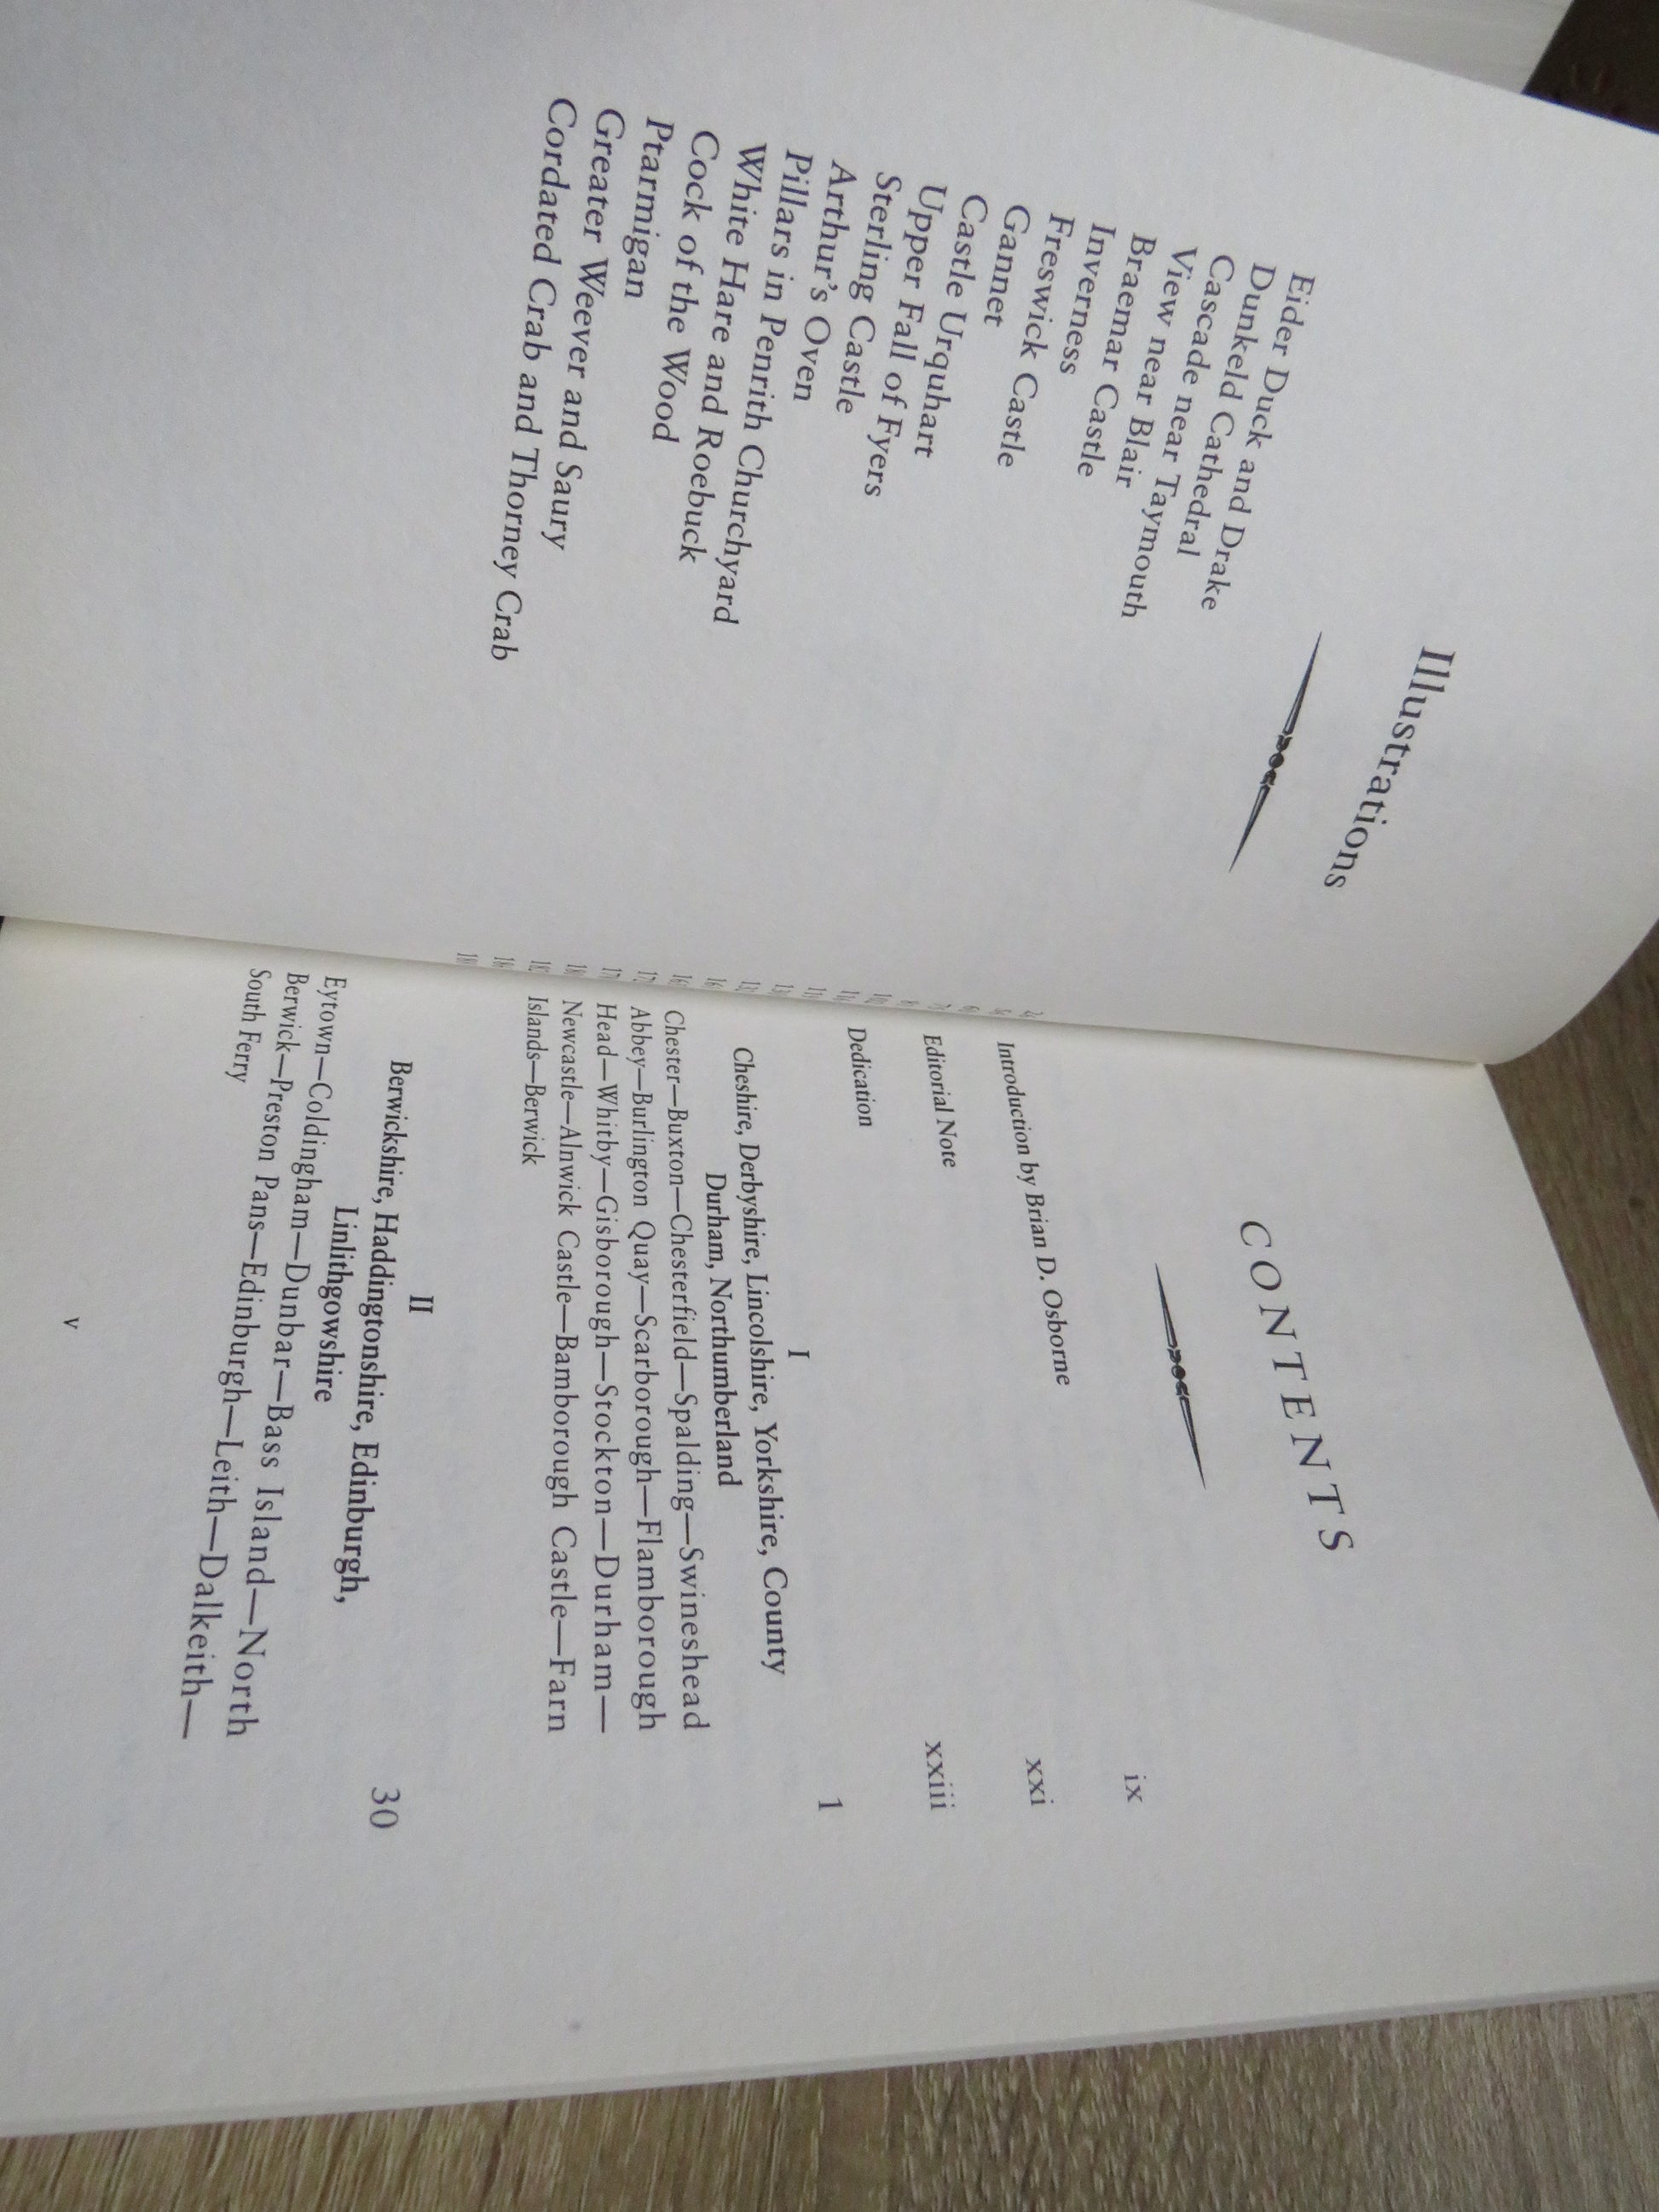 Illustrations
Eider Duck and Drake
Dunkeld Cathedral
Cascade near Taymouth
View near Blair
Braemar Castle
Inverness
Freswick Castle
Gannet
Castle Urquhart
Upper Fall of Fyers
Sterling Castle
Arthur's Oven
Pillars in Penrith Churchyard
White Hare and Roebuck
Cock of the Wood
Ptarmigan
Greater Weever and Saury
Cordated Crab and Thorney Crab
CONTENTS
Introduction by Brian D. Osborne ix
Editorial Note xxi
Dedication xxiii
I
Cheshire, Derbyshire, Lincolshire, Yorkshire, County 1
Durham, Northumberland
Chester—Buxton—Chesterfield—Spalding—Swineshead
Abbey—Burlington Quay—Scarborough—Flamborough
Head—Whitby—Gisborough—Stockton—Durham—
Newcastle—Alnwick Castle—Bamborough Castle—Farn
Islands—Berwick
II
Berwickshire, Haddingtonshire, Edinburgh, 30
Linlithgowshire
Eytown—Coldingham—Dunbar—Bass Island—North
Berwick—Preston Pans—Edinburgh—Leith—Dalkeith—
South Ferry
v